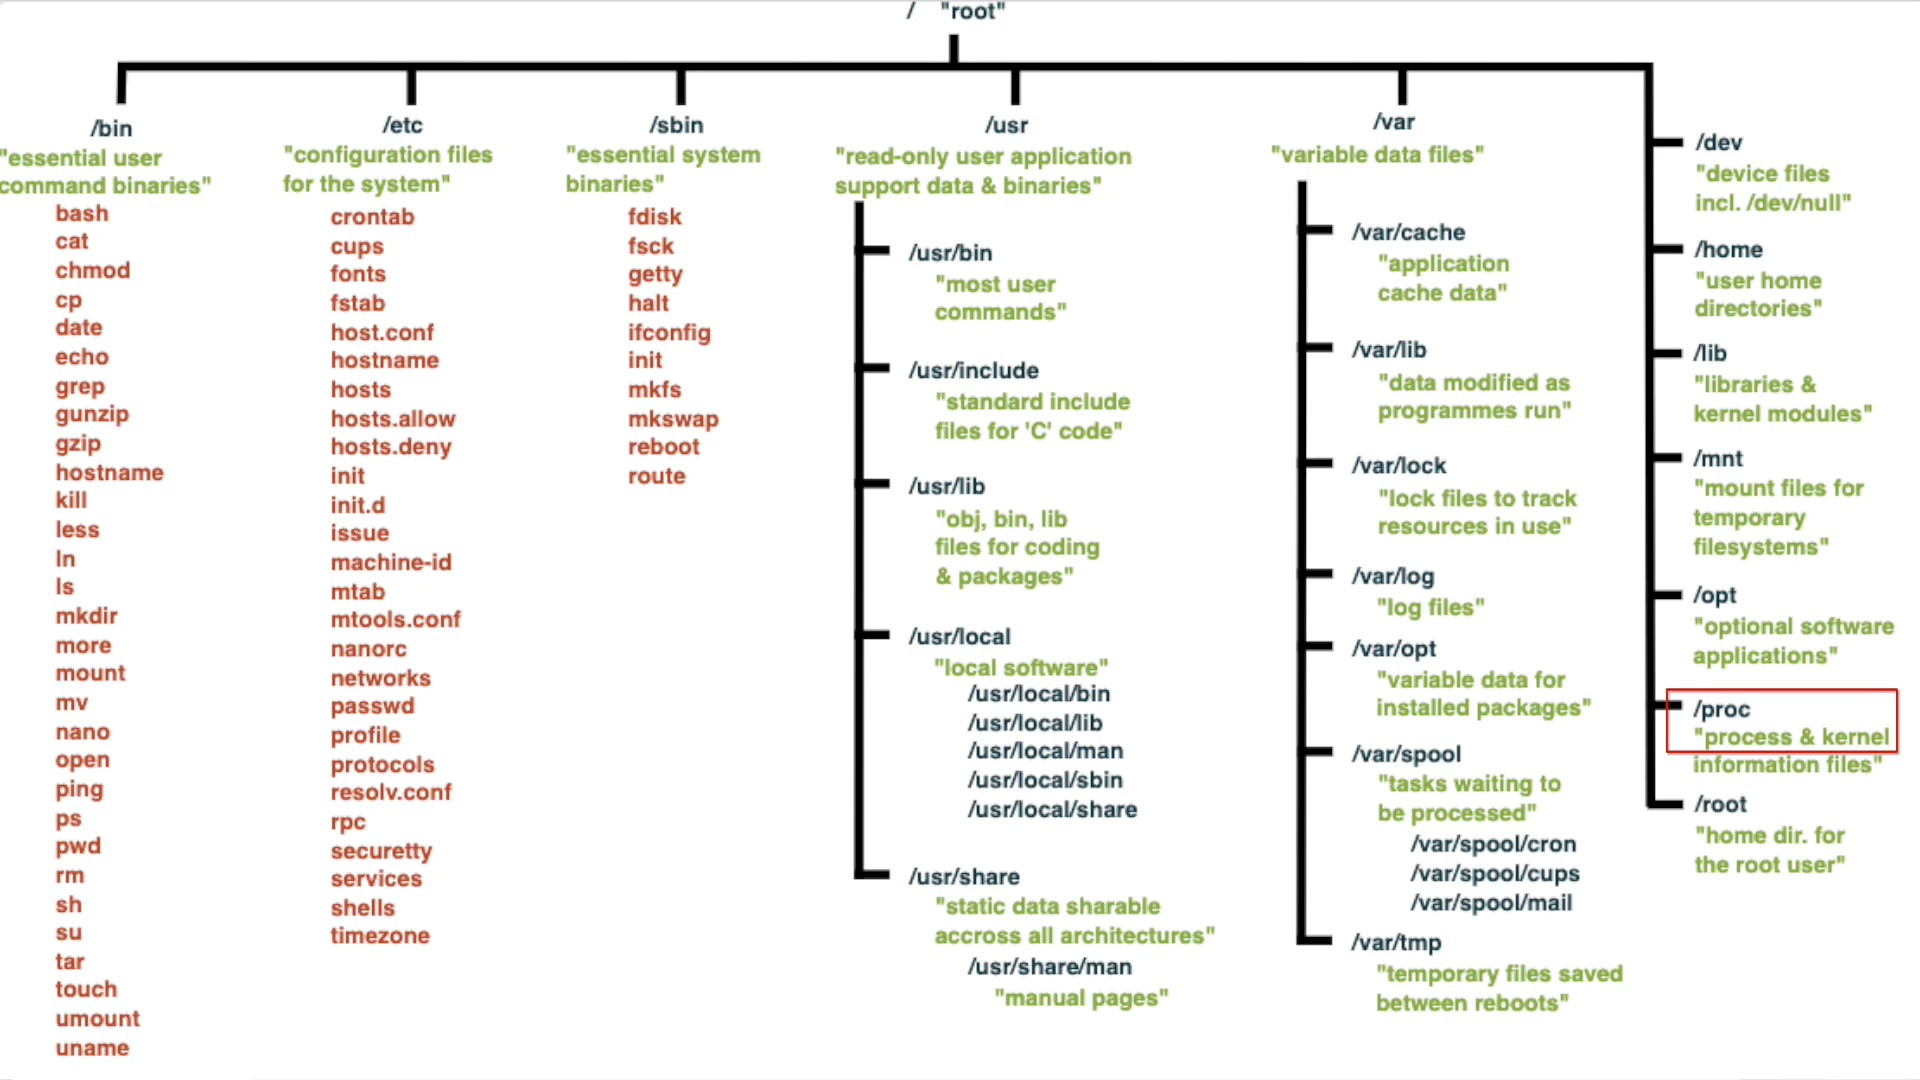 / "root"
/bin
"essential user
command binaries"
bash
cat
chmod
cp
date
echo
grep
gunzip
gzip
hostname
kill
less
ln
ls
mkdir
more
mount
mv
nano
open
ping
ps
pwd
rm
sh
su
tar
touch
umount
uname
/etc
"configuration files
for the system"
crontab
cups
fonts
fstab
host.conf
hostname
hosts
hosts.allow
hosts.deny
init
init.d
issue
machine-id
mtab
mtools.conf
nanorc
networks
passwd
profile
protocols
resolv.conf
rpc
securetty
services
shells
timezone
/sbin
"essential system
binaries"
fdisk
fsck
getty
halt
ifconfig
init
mkfs
mkswap
reboot
route
/usr
"read-only user application
support data & binaries"
/usr/bin
"most user
commands"
/usr/include
"standard include
files for 'C' code"
/usr/lib
"obj, bin, lib
files for coding
& packages"
/usr/local
"local software"
/usr/local/bin
/usr/local/lib
/usr/local/man
/usr/local/sbin
/usr/local/share
/usr/share
"static data sharable
accross all architectures"
/usr/share/man
"manual pages"
/var
"variable data files"
/var/cache
"application
cache data"
/var/lib
"data modified as
programmes run"
/var/lock
"lock files to track
resources in use"
/var/log
"log files"
/var/opt
"variable data for
installed packages"
/var/spool
"tasks waiting to
be processed"
/var/spool/cron
/var/spool/cups
/var/spool/mail
/var/tmp
"temporary files saved
between reboots"
/dev
"device files
incl. /dev/null"
/home
"user home
directories"
/lib
"libraries &
kernel modules"
/mnt
"mount files for
temporary
filesystems"
/opt
"optional software
applications"
/proc
"process & kernel
information files"
/root
"home dir. for
the root user"